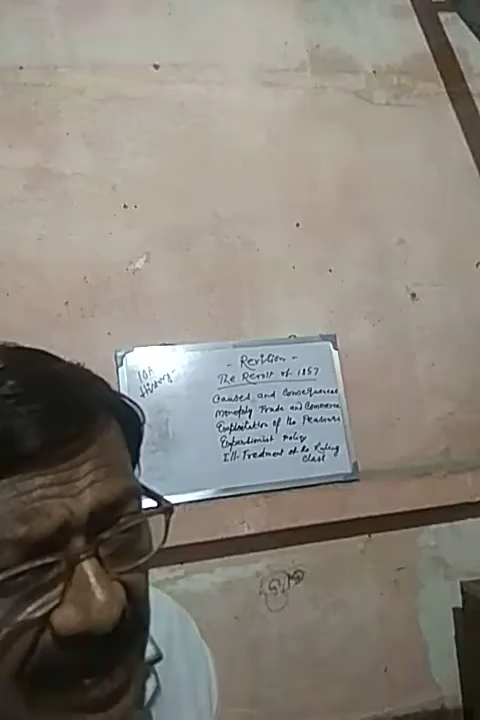 10th
History
- Revision -
The Revolt of 1857
Causes and Consequences
Monopoly Trade and Commerce
Exploitation of the Peasants
Expansionist Policy
Ill-Treatment of the Ruling
Class